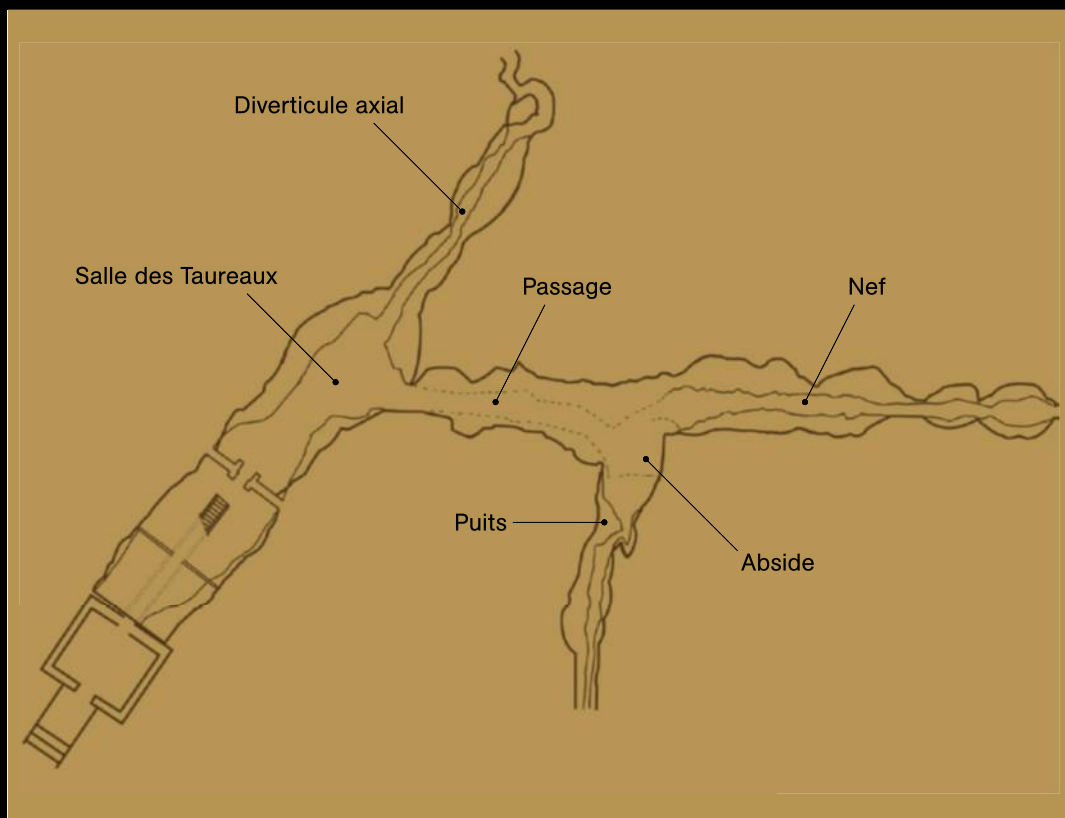 Diverticule axial
Salle des Taureaux
Passage
Nef
Puits
Abside